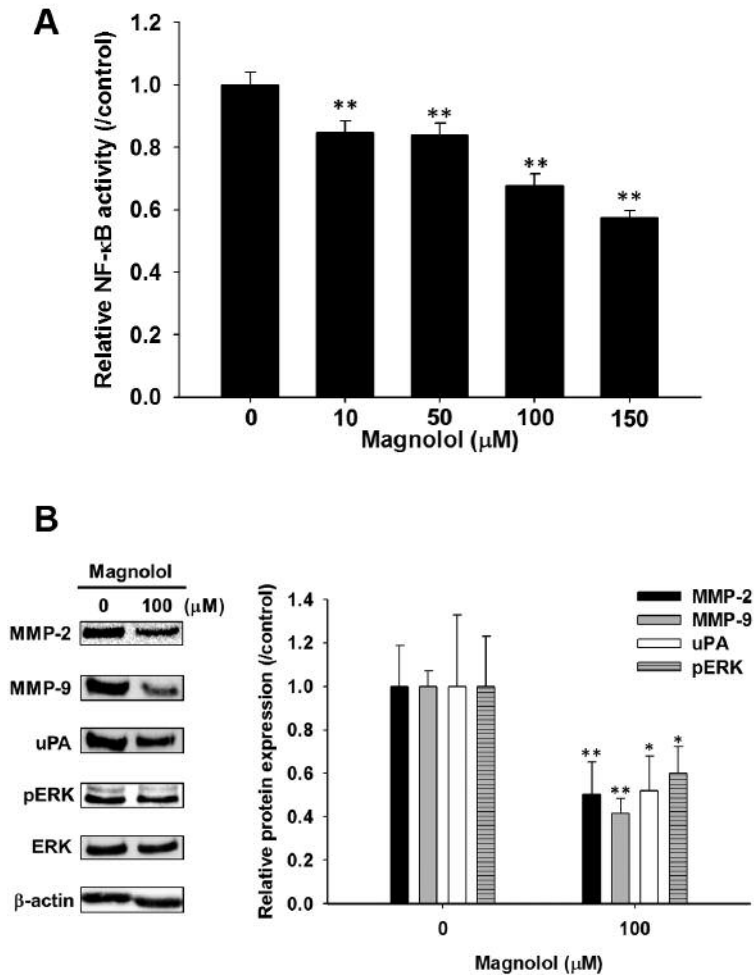 A
Relative NF-κB activity (/control)
1.2
1.0
0.8
0.6
0.4
0.2
0.0
**
**
**
**
0 10 50 100 150
Magnolol (μM)
B
Magnolol
0 100 (μM)
MMP-2
MMP-9
uPA
pERK
ERK
β-actin
Relative protein expression (/control)
1.4
1.2
1.0
0.8
0.6
0.4
0.2
0.0
MMP-2
MMP-9
uPA
pERK
** ** * *
0 100
Magnolol (μM)